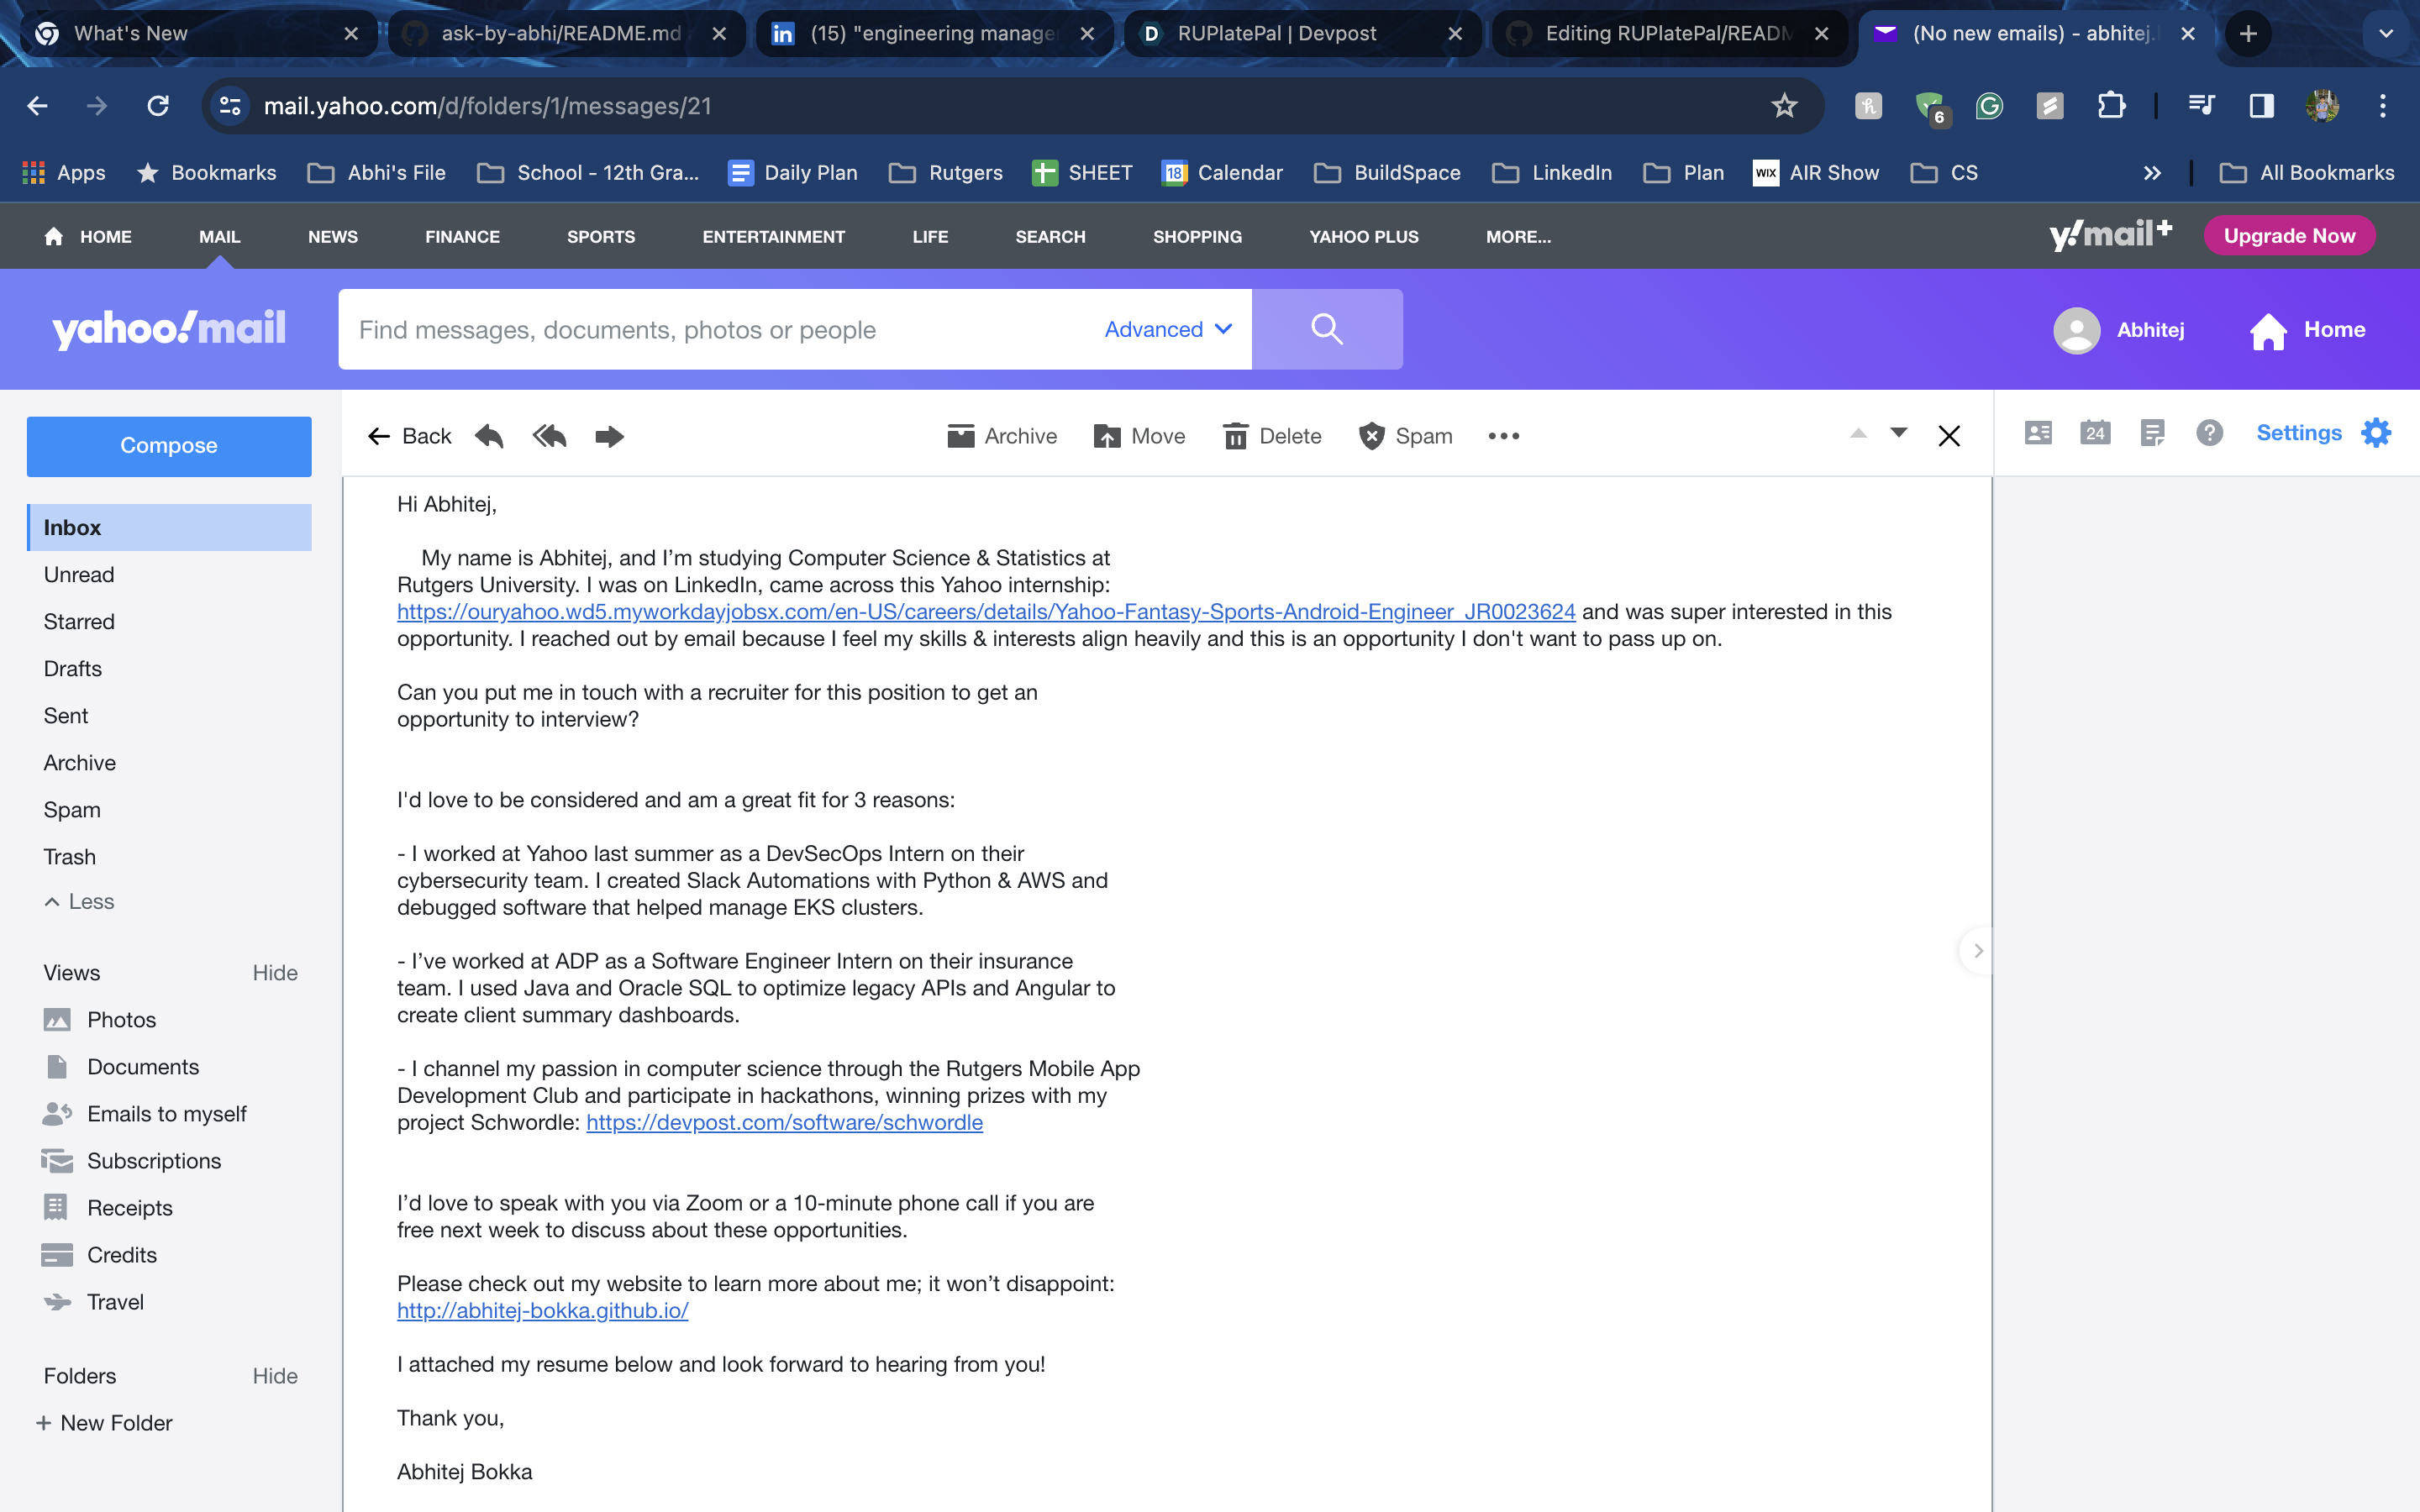 What's New
ask-by-abhi/README.md
(15) "engineering manage
RUPlatePal | Devpost
Editing RUPlatePal/READM
(No new emails) - abhitej.
mail.yahoo.com/d/folders/1/messages/21
6
Apps
Bookmarks
Abhi's File
School - 12th Gra...
Daily Plan
Rutgers
SHEET
18
Calendar
BuildSpace
LinkedIn
Plan
WIX
AIR Show
CS
All Bookmarks
HOME
MAIL
NEWS
FINANCE
SPORTS
ENTERTAINMENT
LIFE
SEARCH
SHOPPING
YAHOO PLUS
MORE...
y!mail+
Upgrade Now
yahoo!mail
Find messages, documents, photos or people
Advanced
Abhitej
Home
Compose
Back
Archive
Move
Delete
Spam
24
Settings
Inbox
Unread
Starred
Drafts
Sent
Archive
Spam
Trash
Less
Views
Hide
Photos
Documents
Emails to myself
Subscriptions
Receipts
Credits
Travel
Folders
Hide
+ New Folder
Hi Abhitej,
My name is Abhitej, and I’m studying Computer Science & Statistics at
Rutgers University. I was on LinkedIn, came across this Yahoo internship:
https://ouryahoo.wd5.myworkdayjobsx.com/en-US/careers/details/Yahoo-Fantasy-Sports-Android-Engineer_JR0023624 and was super interested in this
opportunity. I reached out by email because I feel my skills & interests align heavily and this is an opportunity I don't want to pass up on.
Can you put me in touch with a recruiter for this position to get an
opportunity to interview?
I'd love to be considered and am a great fit for 3 reasons:
- I worked at Yahoo last summer as a DevSecOps Intern on their
cybersecurity team. I created Slack Automations with Python & AWS and
debugged software that helped manage EKS clusters.
- I’ve worked at ADP as a Software Engineer Intern on their insurance
team. I used Java and Oracle SQL to optimize legacy APIs and Angular to
create client summary dashboards.
- I channel my passion in computer science through the Rutgers Mobile App
Development Club and participate in hackathons, winning prizes with my
project Schwordle: https://devpost.com/software/schwordle
I’d love to speak with you via Zoom or a 10-minute phone call if you are
free next week to discuss about these opportunities.
Please check out my website to learn more about me; it won’t disappoint:
http://abhitej-bokka.github.io/
I attached my resume below and look forward to hearing from you!
Thank you,
Abhitej Bokka